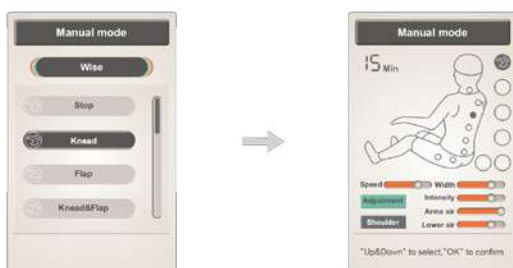 Manual mode
Wise
Stop
Knead
Flap
Knead&Flap
Manual mode
15 Min
Speed Width
Adjustment Intensity
Arms air
Shoulder Lower air
"Up&Down" to select,"OK" to confirm